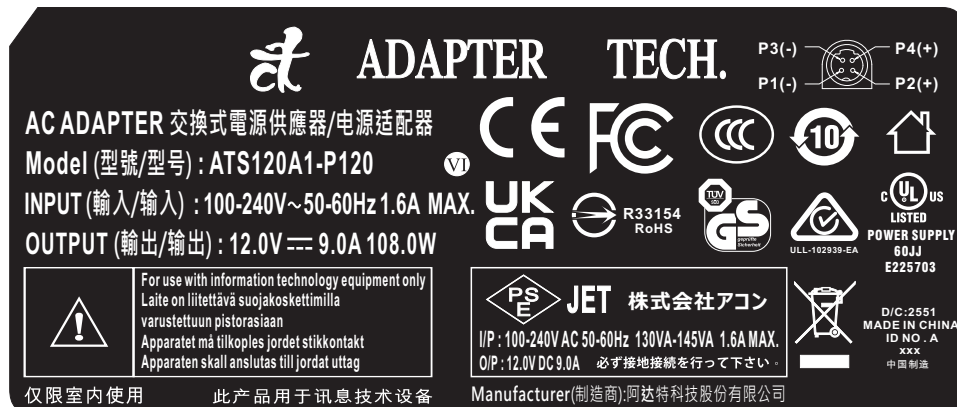 ADAPTER TECH.
P3(-) P4(+)
P1(-) P2(+)
AC ADAPTER 交換式電源供應器/电源适配器
Model (型號/型号) : ATS120A1-P120
VI
INPUT (輸入/输入) : 100-240V~50-60Hz 1.6A MAX.
OUTPUT (輸出/输出) : 12.0V ⎓ 9.0A 108.0W
CE FC CCC 10
UK
CA
R33154
RoHS
TÜV
SÜD
GS
geprüfte
Sicherheit
ULL-102939-EA
C UL US
LISTED
POWER SUPPLY
60JJ
E225703
For use with information technology equipment only
Laite on liitettävä suojakoskettimilla
varustettuun pistorasiaan
Apparatet må tilkoples jordet stikkontakt
Apparaten skall anslutas till jordat uttag
PS
E
JET 株式会社アコン
I/P : 100-240V AC 50-60Hz 130VA-145VA 1.6A MAX.
O/P : 12.0V DC 9.0A 必ず接地接続を行って下さい。
D/C:2551
MADE IN CHINA
ID NO . A
xxx
中国制造
仅限室内使用 此产品用于讯息技术设备
Manufacturer(制造商):阿达特科技股份有限公司